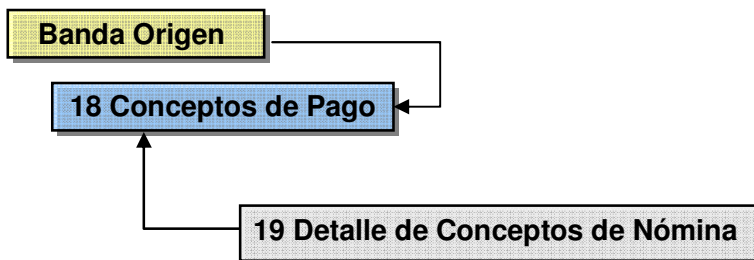 Banda Origen
18 Conceptos de Pago
19 Detalle de Conceptos de Nómina